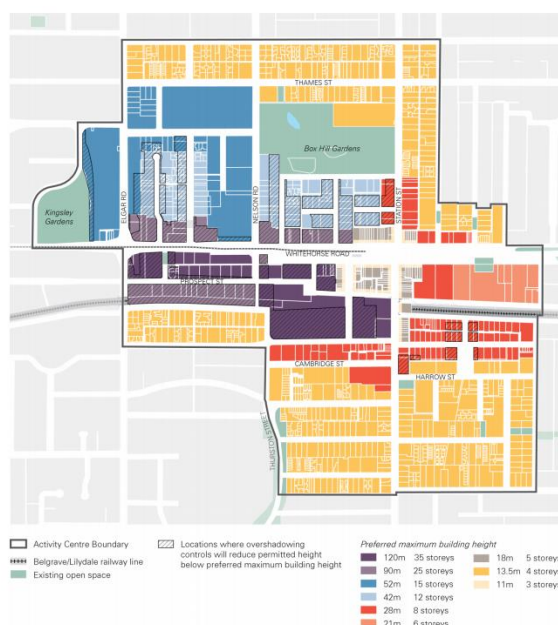 THAMES ST
Box Hill Gardens
Kingsley
Gardens
ELGAR RD
NELSON RD
STATION ST
WHITEHORSE ROAD
PROSPECT ST
CAMBRIDGE ST
HARROW ST
THURSTON STREET
Activity Centre Boundary
Belgrave/Lilydale railway line
Existing open space
Locations where overshadowing
controls will reduce permitted height
below preferred maximum building height
Preferred maximum building height
120m 35 storeys
90m 25 storeys
52m 15 storeys
42m 12 storeys
28m 8 storeys
21m 6 storeys
18m 5 storeys
13.5m 4 storeys
11m 3 storeys